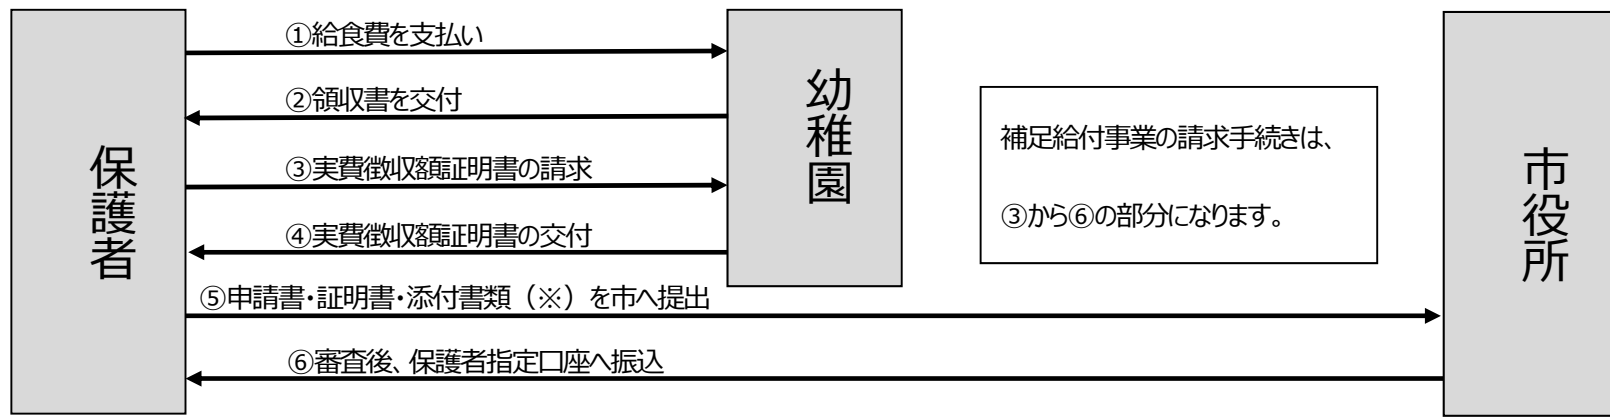 保護者
①給食費を支払い
②領収書を交付
③実費徴収額証明書の請求
④実費徴収額証明書の交付
⑤申請書・証明書・添付書類(※)を市へ提出
⑥審査後、保護者指定口座へ振込
幼稚園
補足給付事業の請求手続きは、
③から⑥の部分になります。
市役所